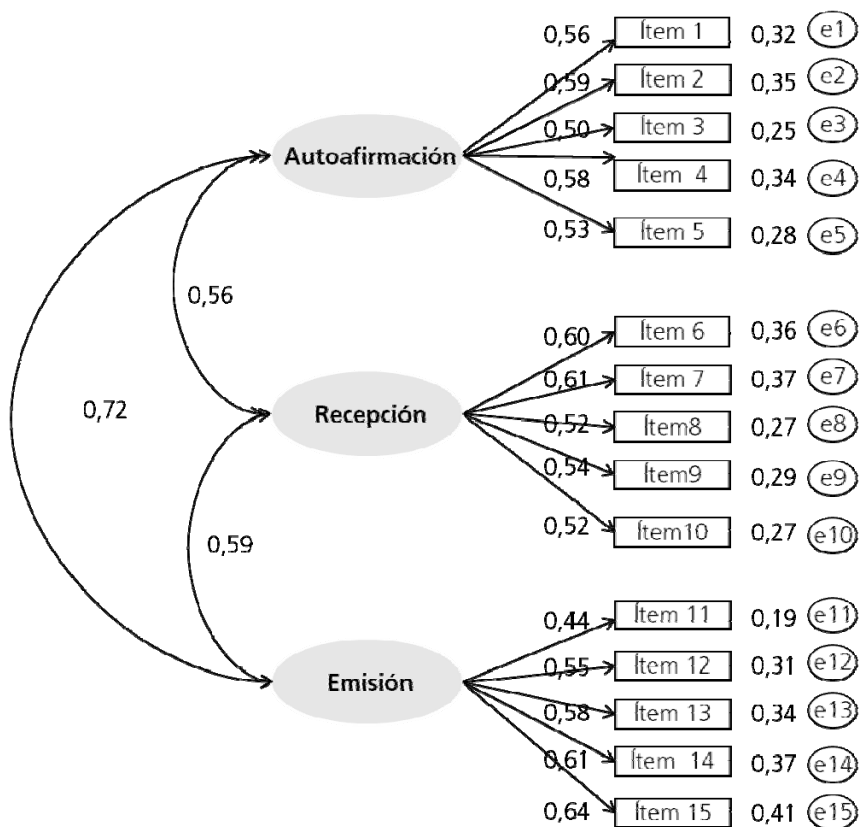 0,56 Ítem 1 0,32 e1
0,59 Ítem 2 0,35 e2
0,50 Ítem 3 0,25 e3
Autoafirmación
0,58 Ítem 4 0,34 e4
0,53 Ítem 5 0,28 e5
0,56
0,60 Ítem 6 0,36 e6
0,61 Ítem 7 0,37 e7
0,72
Recepción
0,52 Ítem8 0,27 e8
0,54 Ítem9 0,29 e9
0,52 Ítem10 0,27 e10
0,59
0,44 Ítem 11 0,19 e11
0,55 Ítem 12 0,31 e12
Emisión
0,58 Ítem 13 0,34 e13
0,61 Ítem 14 0,37 e14
0,64 Ítem 15 0,41 e15